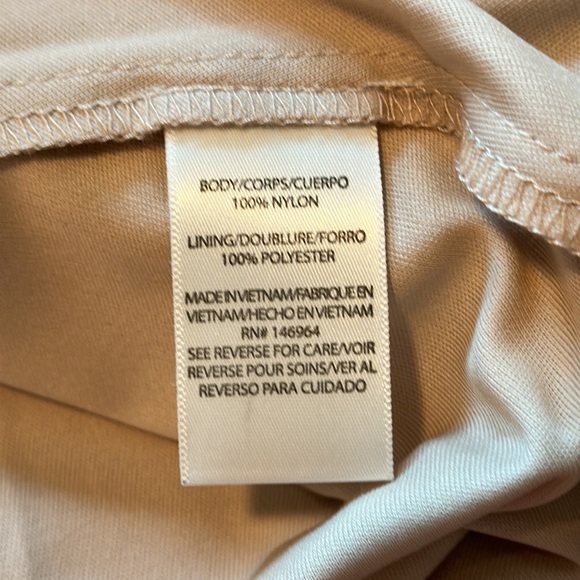 BODY/CORPS/CUERPO
100% NYLON
LINING/DOUBLURE/FORRO
100% POLYESTER
MADE IN VIETNAM/FABRIQUE EN
VIETNAM/HECHO EN VIETNAM
RN# 146964
SEE REVERSE FOR CARE/VOIR
REVERSE POUR SOINS/VER AL
REVERSO PARA CUIDADO